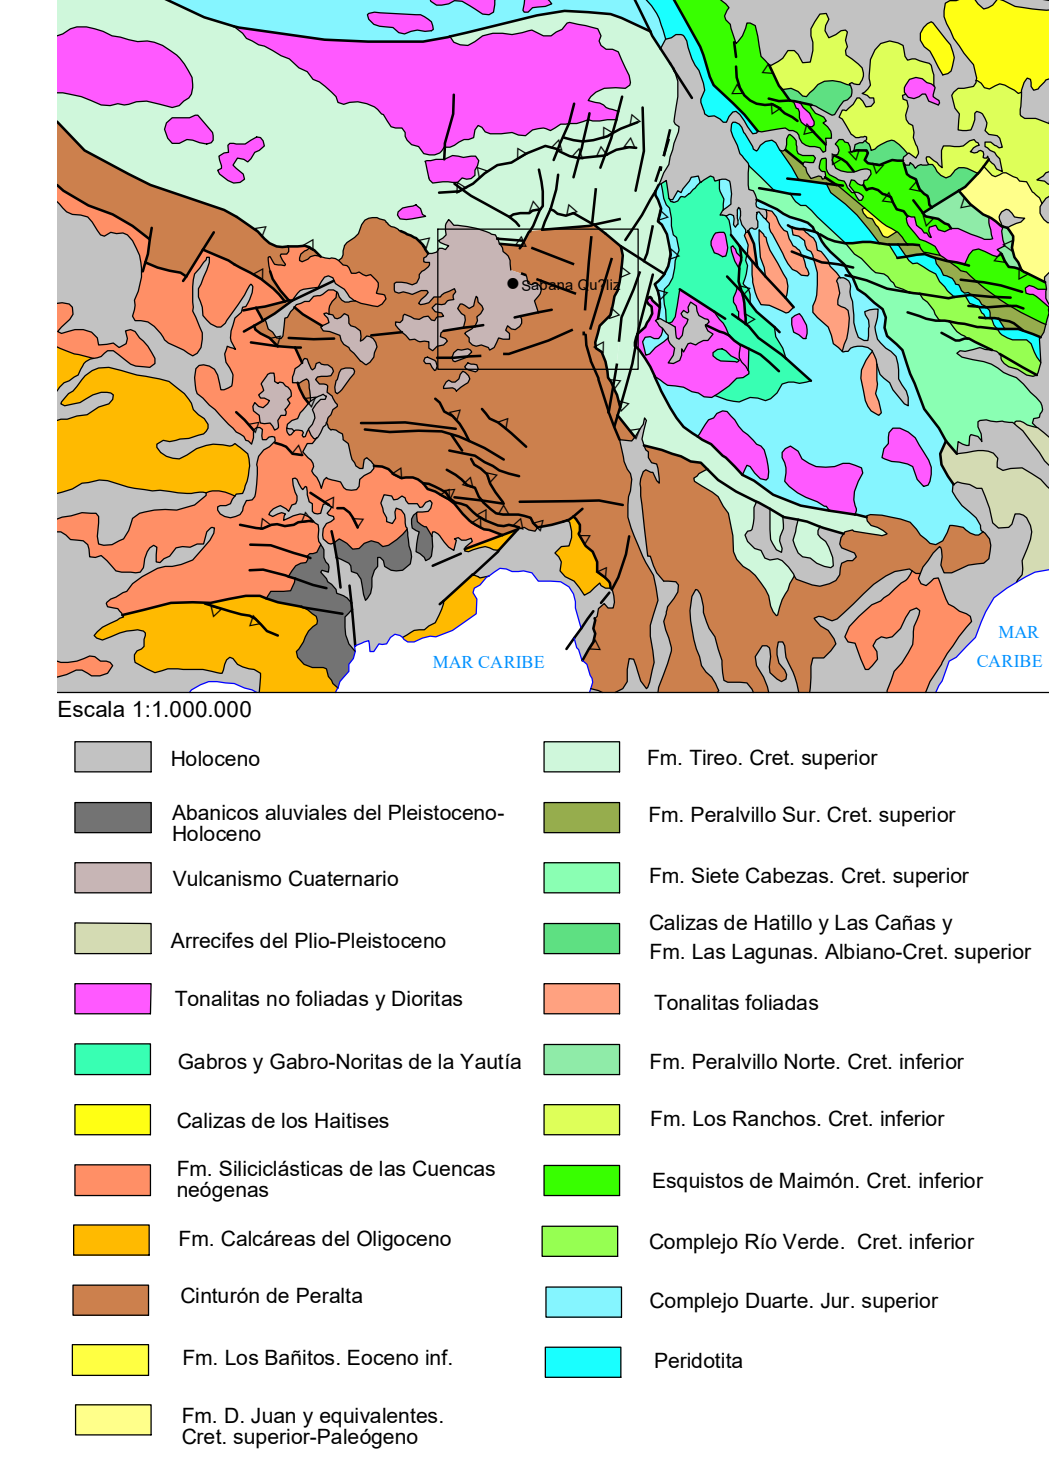 Sabana Qu?liz
MAR CARIBE
MAR
CARIBE
Escala 1:1.000.000
Holoceno
Abanicos aluviales del Pleistoceno-
Holoceno
Vulcanismo Cuaternario
Arrecifes del Plio-Pleistoceno
Tonalitas no foliadas y Dioritas
Gabros y Gabro-Noritas de la Yautía
Calizas de los Haitises
Fm. Siliciclásticas de las Cuencas
neógenas
Fm. Calcáreas del Oligoceno
Cinturón de Peralta
Fm. Los Bañitos. Eoceno inf.
Fm. D. Juan y equivalentes.
Cret. superior-Paleógeno
Fm. Tireo. Cret. superior
Fm. Peralvillo Sur. Cret. superior
Fm. Siete Cabezas. Cret. superior
Calizas de Hatillo y Las Cañas y
Fm. Las Lagunas. Albiano-Cret. superior
Tonalitas foliadas
Fm. Peralvillo Norte. Cret. inferior
Fm. Los Ranchos. Cret. inferior
Esquistos de Maimón. Cret. inferior
Complejo Río Verde. Cret. inferior
Complejo Duarte. Jur. superior
Peridotita